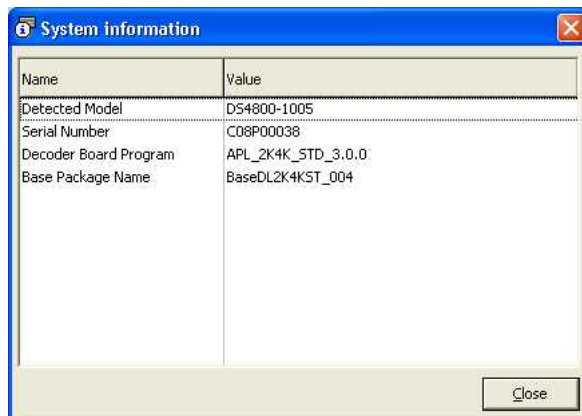 System information
Name Value
Detected Model DS4800-1005
Serial Number C08P00038
Decoder Board Program APL_2K4K_STD_3.0.0
Base Package Name BaseDL2K4KST_004
Close